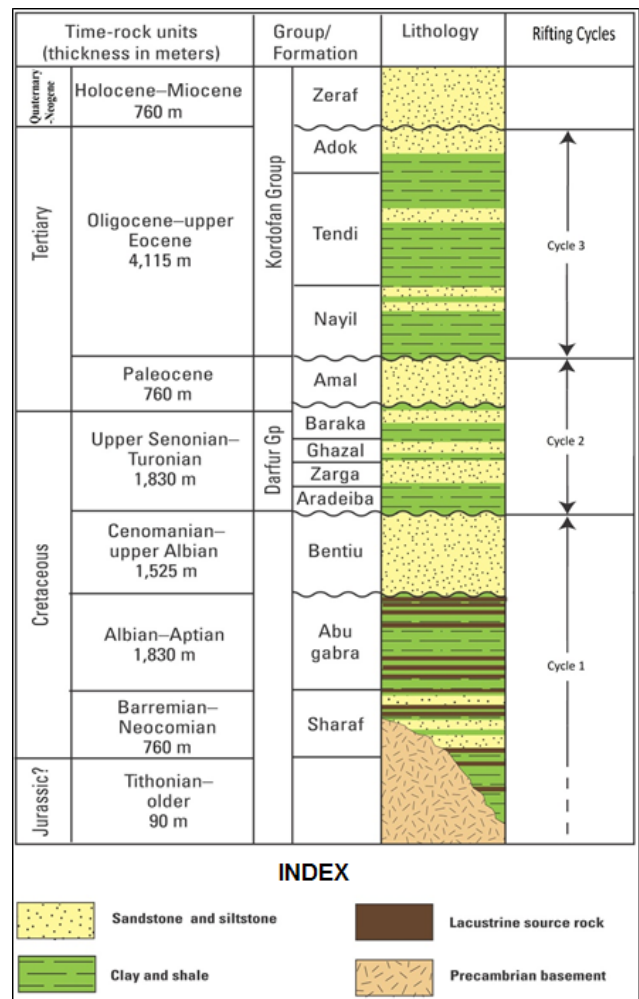 Time-rock units
(thickness in meters)
Group/
Formation
Lithology
Rifting Cycles
Quaternary
-Neogene
Holocene–Miocene
760 m
Zeraf
Tertiary
Oligocene–upper
Eocene
4,115 m
Kordofan Group
Adok
Tendi
Nayil
Cycle 3
Paleocene
760 m
Amal
Cretaceous
Upper Senonian–
Turonian
1,830 m
Darfur Gp
Baraka
Ghazal
Zarga
Aradeiba
Cycle 2
Cenomanian–
upper Albian
1,525 m
Bentiu
Albian–Aptian
1,830 m
Abu
gabra
Cycle 1
Barremian–
Neocomian
760 m
Sharaf
Jurassic?
Tithonian–
older
90 m
INDEX
Sandstone and siltstone
Lacustrine source rock
Clay and shale
Precambrian basement